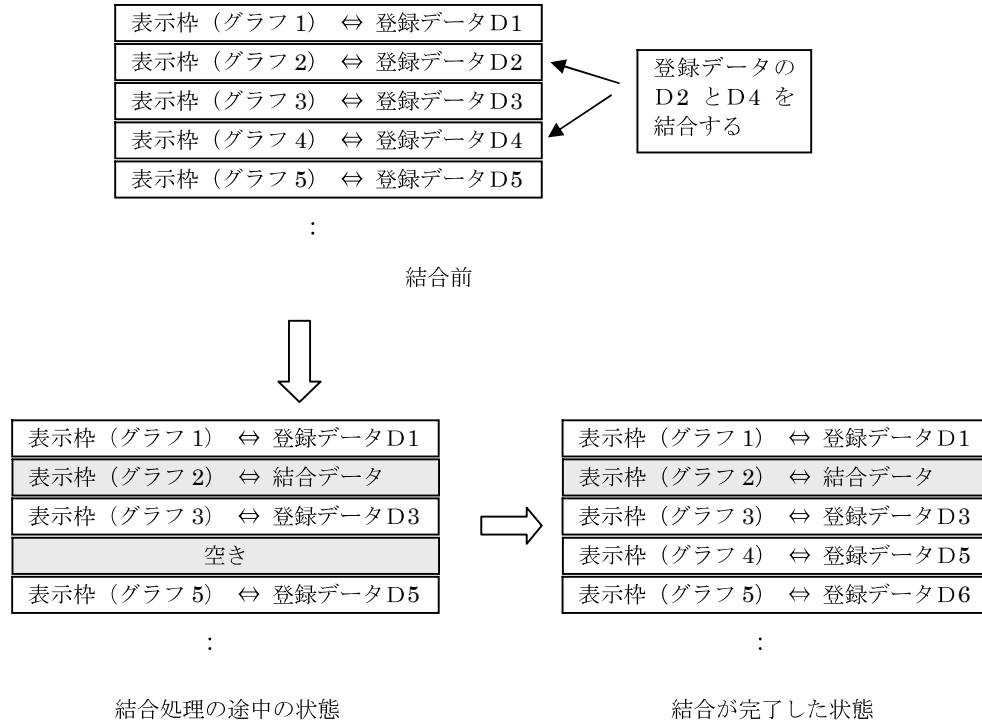 表示枠（グラフ1） ⇔ 登録データD1
表示枠（グラフ2） ⇔ 登録データD2
表示枠（グラフ3） ⇔ 登録データD3
表示枠（グラフ4） ⇔ 登録データD4
表示枠（グラフ5） ⇔ 登録データD5
：
登録データの
D2 とD4 を
結合する
結合前
表示枠（グラフ1） ⇔ 登録データD1
表示枠（グラフ2） ⇔ 結合データ
表示枠（グラフ3） ⇔ 登録データD3
空き
表示枠（グラフ5） ⇔ 登録データD5
：
結合処理の途中の状態
表示枠（グラフ1） ⇔ 登録データD1
表示枠（グラフ2） ⇔ 結合データ
表示枠（グラフ3） ⇔ 登録データD3
表示枠（グラフ4） ⇔ 登録データD5
表示枠（グラフ5） ⇔ 登録データD6
：
結合が完了した状態